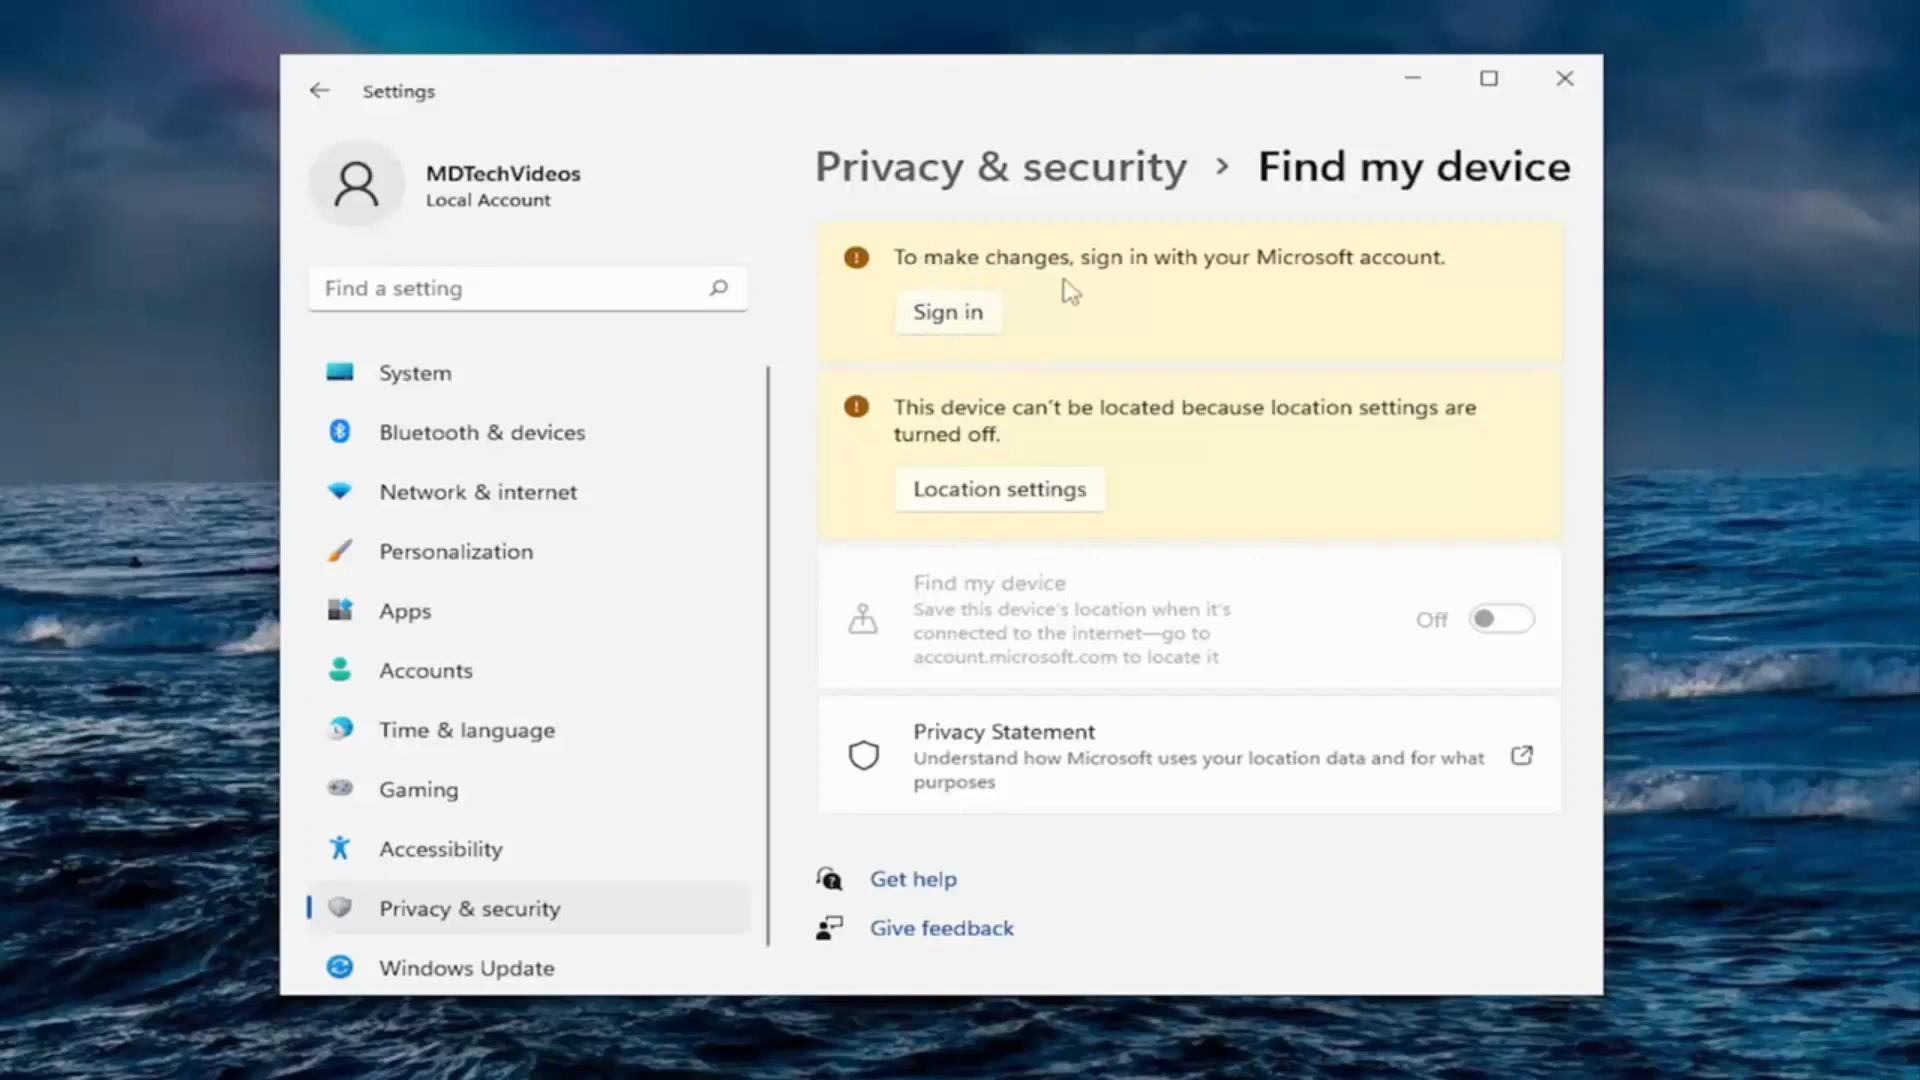 Settings
MDTechVideos
Local Account
Find a setting
System
Bluetooth & devices
Network & internet
Personalization
Apps
Accounts
Time & language
Gaming
Accessibility
Privacy & security
Windows Update
Privacy & security > Find my device
To make changes, sign in with your Microsoft account.
Sign in
This device can't be located because location settings are
turned off.
Location settings
Find my device
Save this device's location when it's
connected to the internet—go to
account.microsoft.com to locate it
Off
Privacy Statement
Understand how Microsoft uses your location data and for what
purposes
Get help
Give feedback